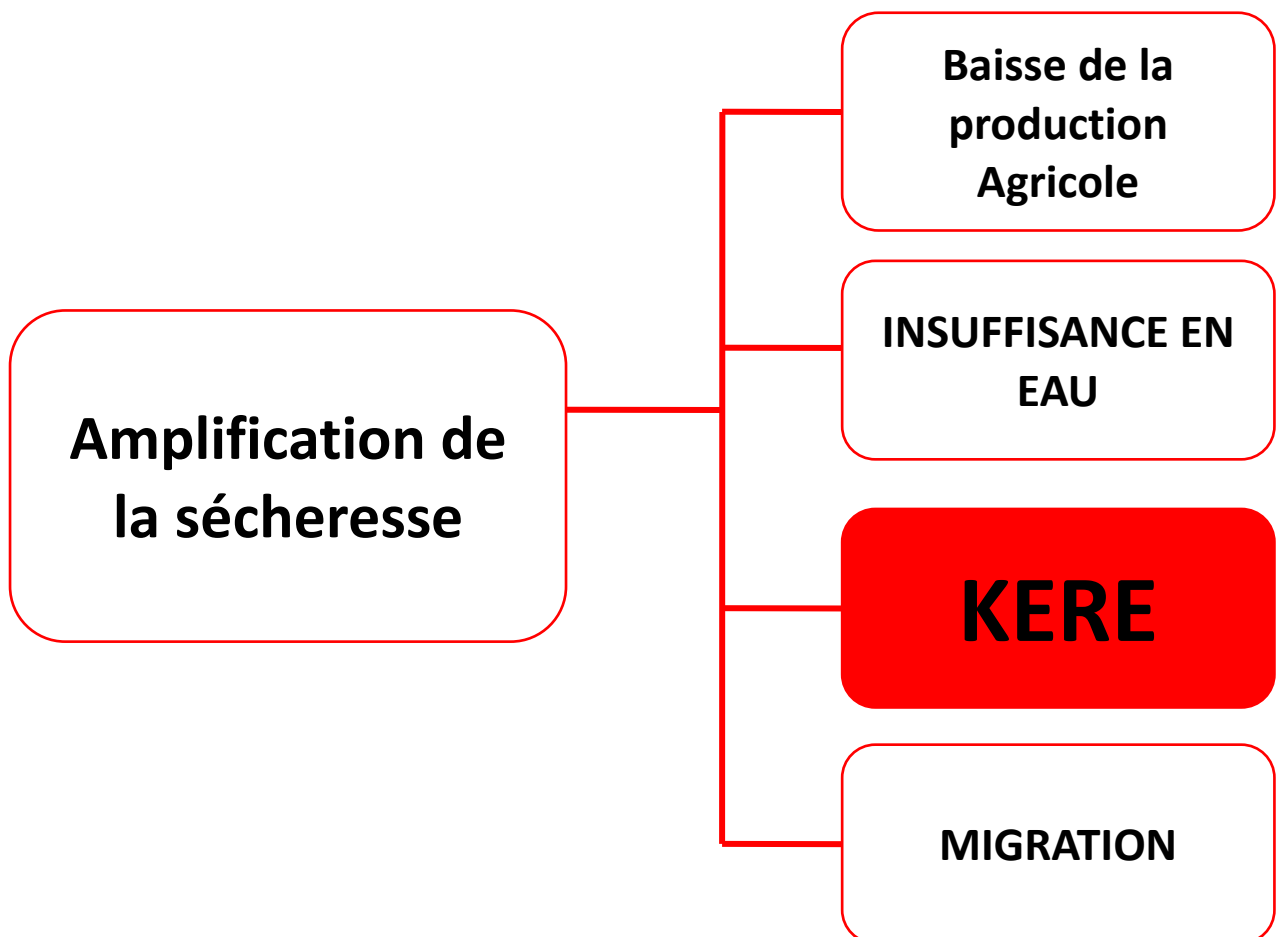 Amplification de
la sécheresse
Baisse de la
production
Agricole
INSUFFISANCE EN
EAU
KERE
MIGRATION